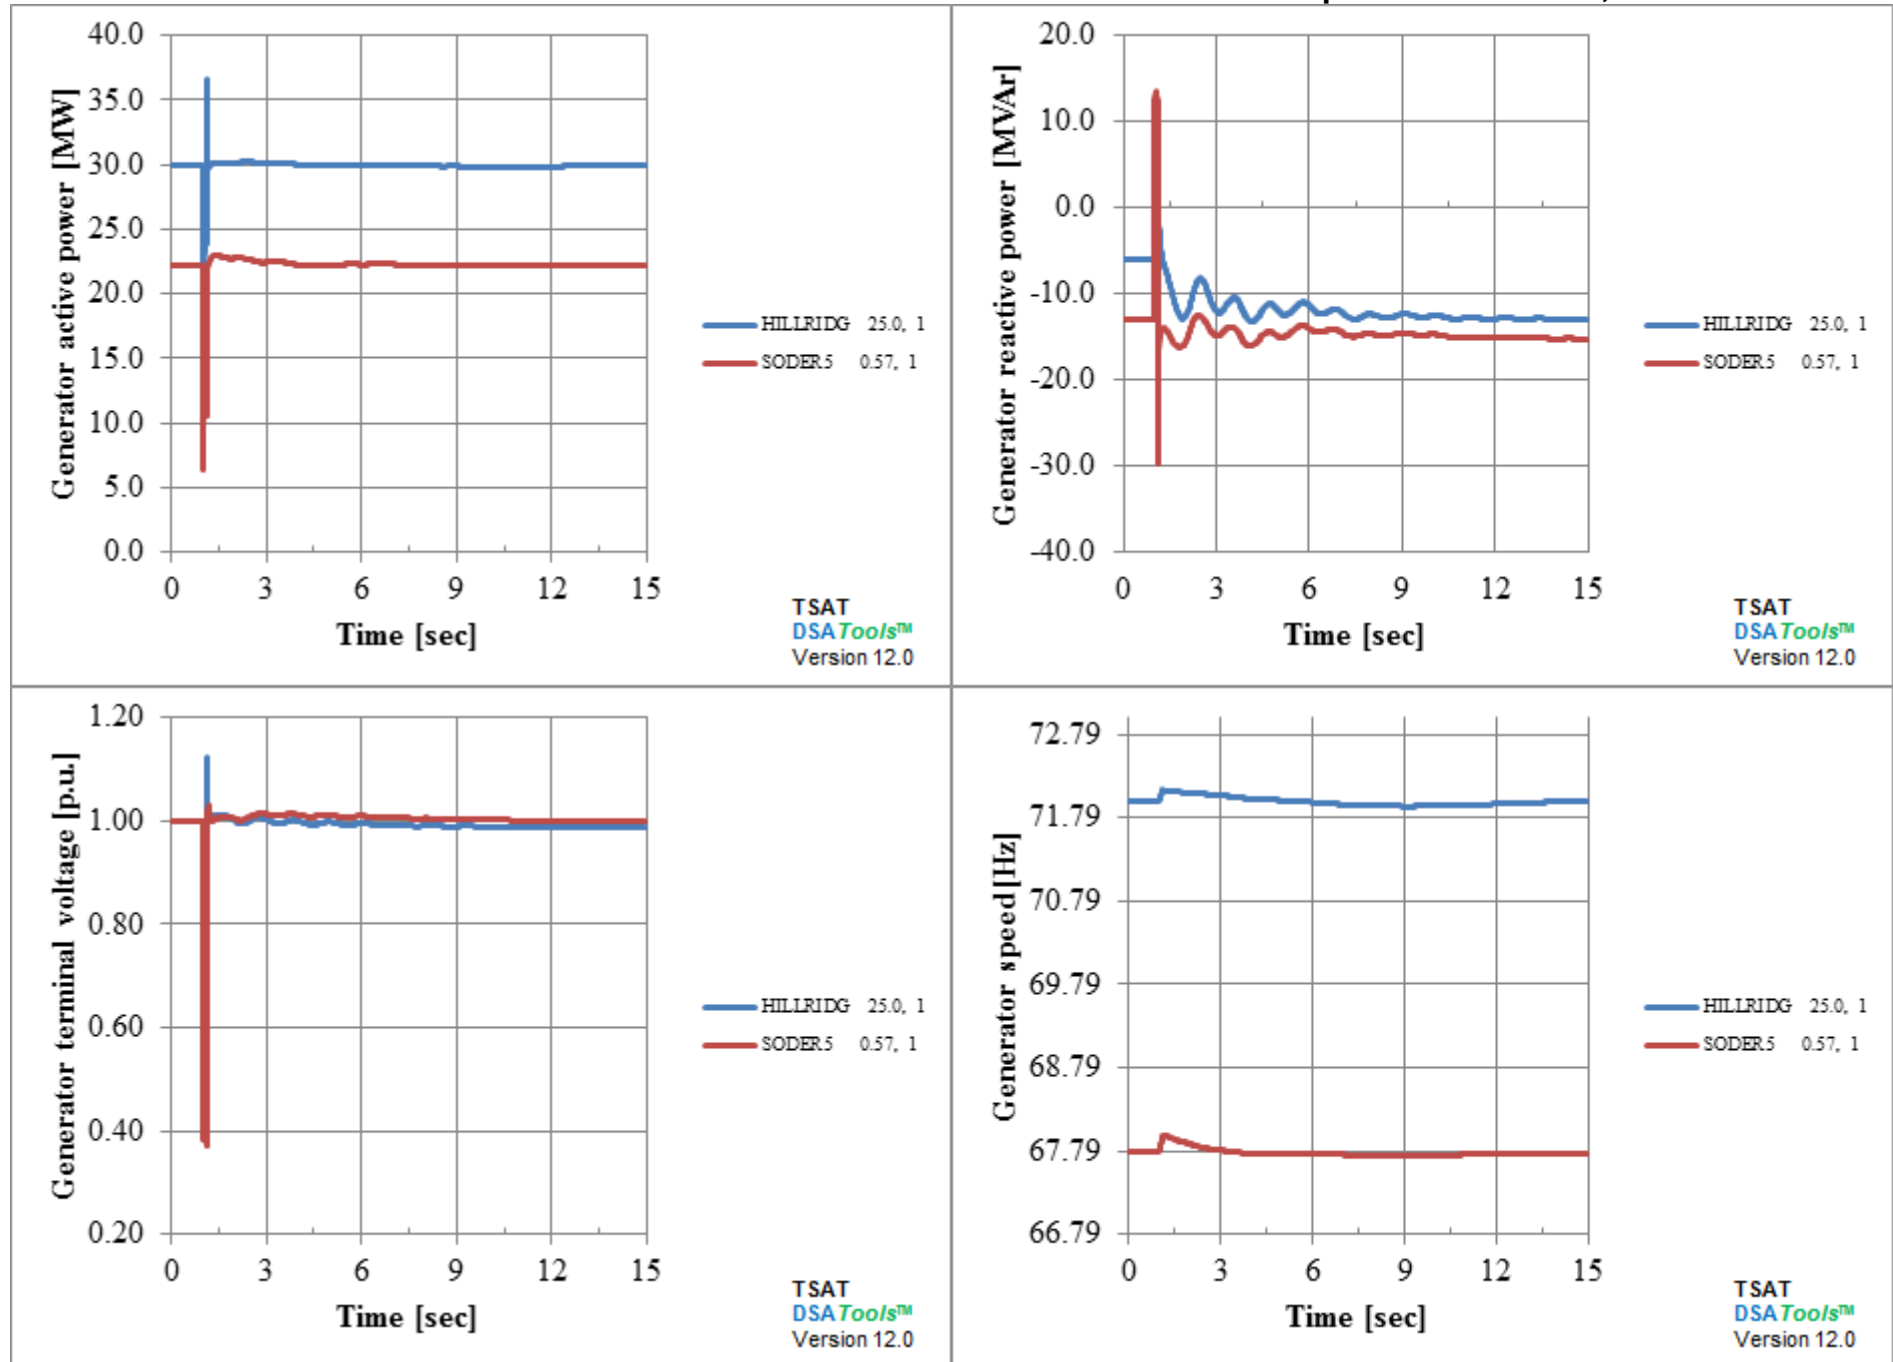 Generator active power [MW]
40.0
35.0
30.0
25.0
20.0
15.0
10.0
5.0
0.0
0 3 6 9 12 15
Time [sec]
HILLRIDG 25.0, 1
SODER5 0.57, 1
TSAT
DSATools™
Version 12.0
Generator reactive power [MVAr]
20.0
10.0
0.0
-10.0
-20.0
-30.0
-40.0
0 3 6 9 12 15
Time [sec]
HILLRIDG 25.0, 1
SODER5 0.57, 1
TSAT
DSATools™
Version 12.0
Generator terminal voltage [p.u.]
1.20
1.00
0.80
0.60
0.40
0.20
0 3 6 9 12 15
Time [sec]
HILLRIDG 25.0, 1
SODER5 0.57, 1
TSAT
DSATools™
Version 12.0
Generator speed[Hz]
72.79
71.79
70.79
69.79
68.79
67.79
66.79
0 3 6 9 12 15
Time [sec]
HILLRIDG 25.0, 1
SODER5 0.57, 1
TSAT
DSATools™
Version 12.0